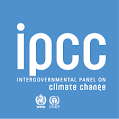 ipcc
INTERGOVERNMENTAL PANEL ON
climate change